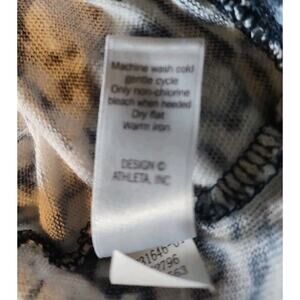 Machine wash cold
gentle cycle
Only non-chlorine
bleach when needed
Dry flat
Warm iron
DESIGN ©
ATHLETA, INC